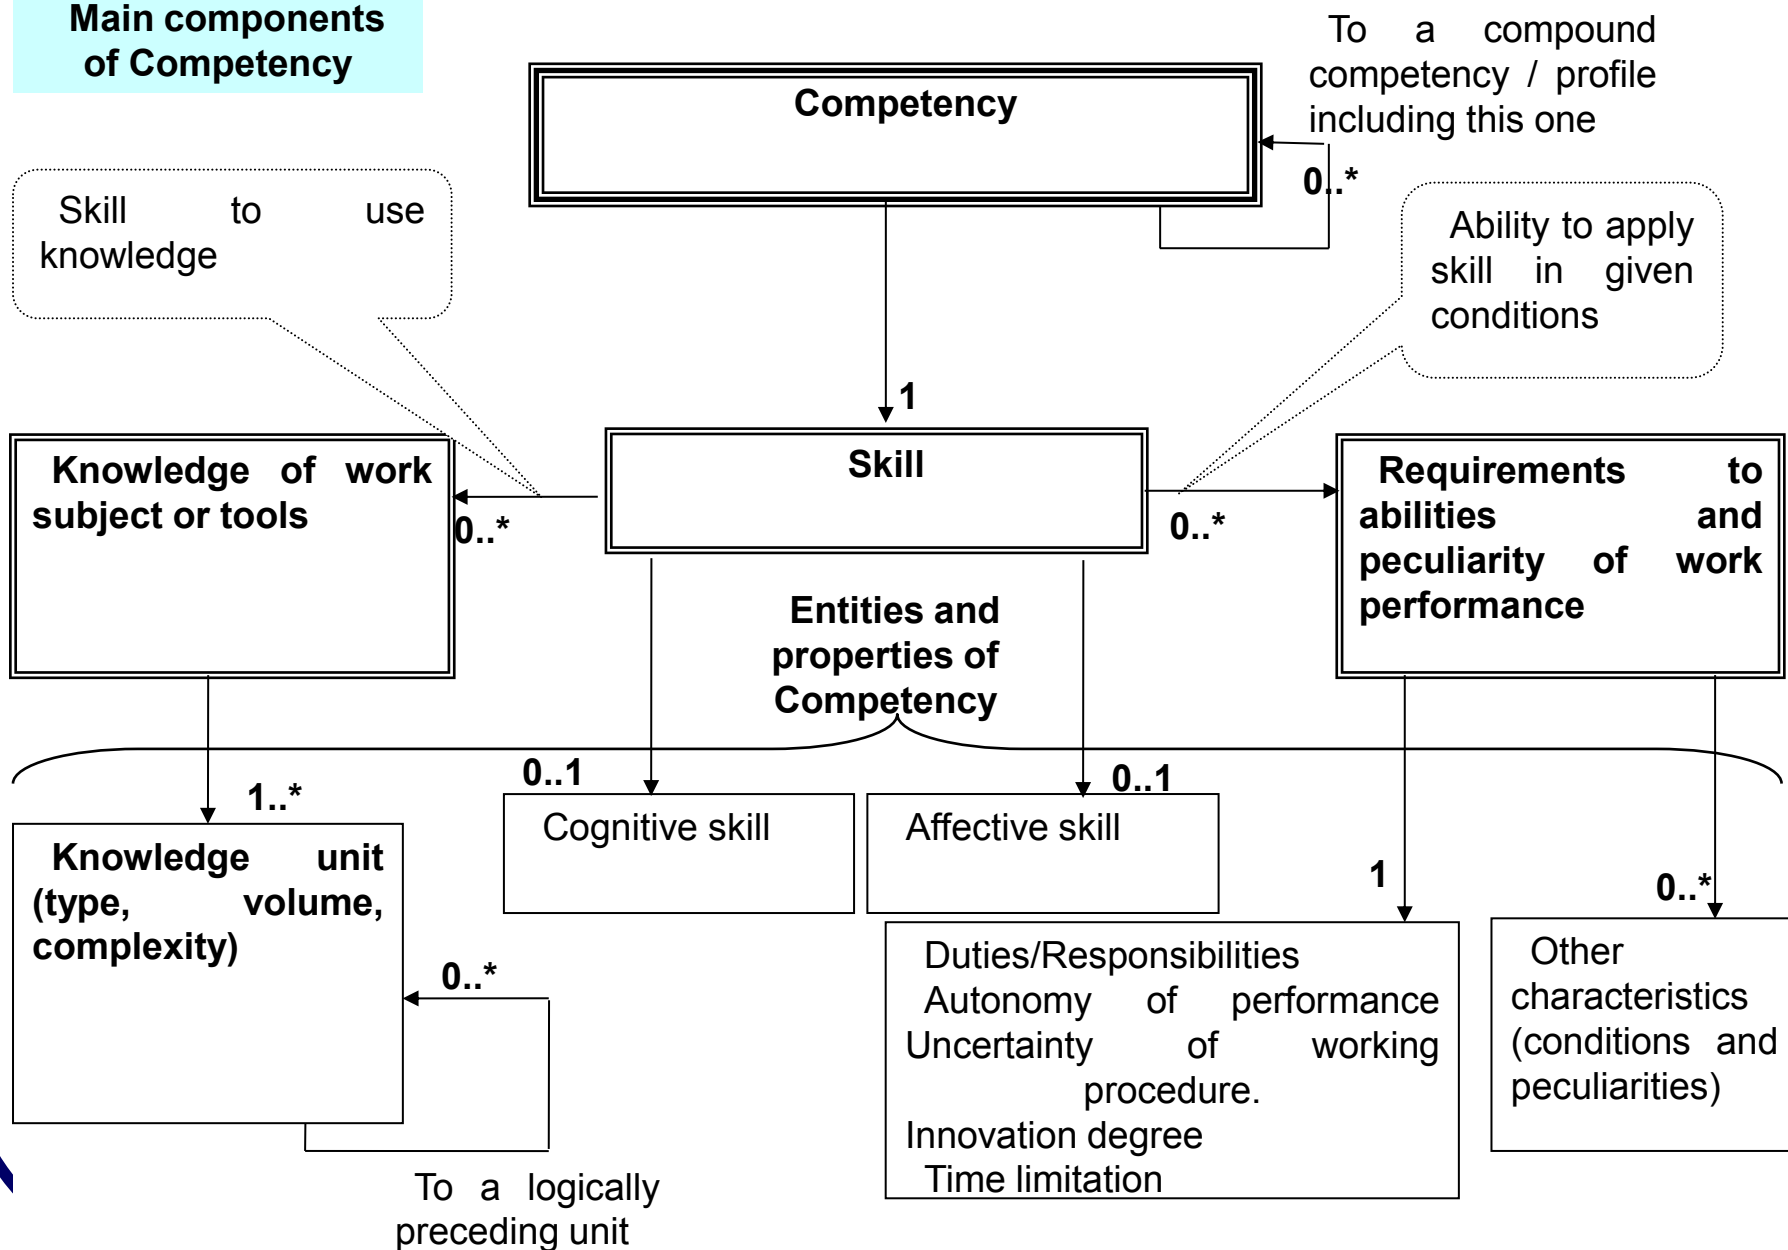 Main components
of Competency
To a compound
competency / profile
including this one
Competency
0..*
Skill to use
knowledge
Ability to apply
skill in given
conditions
1
Knowledge of work
subject or tools
0..*
Skill
0..*
Requirements to
abilities and
peculiarity of work
performance
Entities and
properties of
Competency
1..*
0..1
0..1
Cognitive skill
Affective skill
Knowledge unit
(type, volume,
complexity)
1
0..*
0..*
Duties/Responsibilities
Autonomy of performance
Uncertainty of working
procedure.
Innovation degree
Time limitation
Other
characteristics
(conditions and
peculiarities)
To a logically
preceding unit